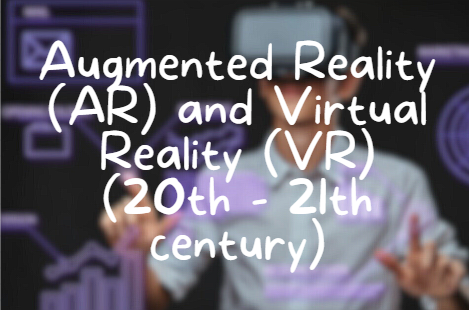 Augmented Reality
(AR) and Virtual
Reality (VR)
(20th - 21th
century)